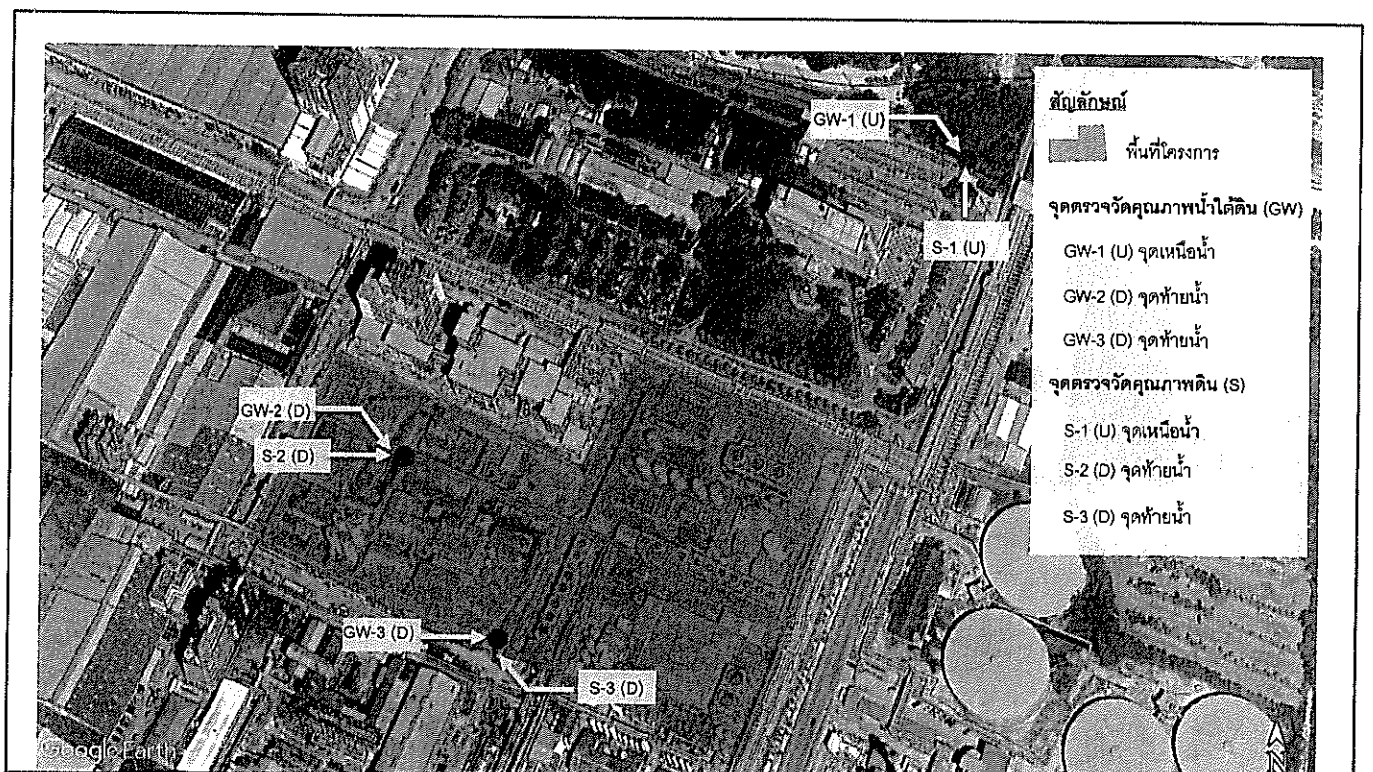 GW-1 (U)
S-1 (U)
GW-2 (D)
S-2 (D)
GW-3 (D)
S-3 (D)
Google Earth
N
สัญลักษณ์
พื้นที่โครงการ
จุดตรวจวัดคุณภาพน้ำใต้ดิน (GW)
GW-1 (U) จุดเหนือน้ำ
GW-2 (D) จุดท้ายน้ำ
GW-3 (D) จุดท้ายน้ำ
จุดตรวจวัดคุณภาพดิน (S)
S-1 (U) จุดเหนือน้ำ
S-2 (D) จุดท้ายน้ำ
S-3 (D) จุดท้ายน้ำ